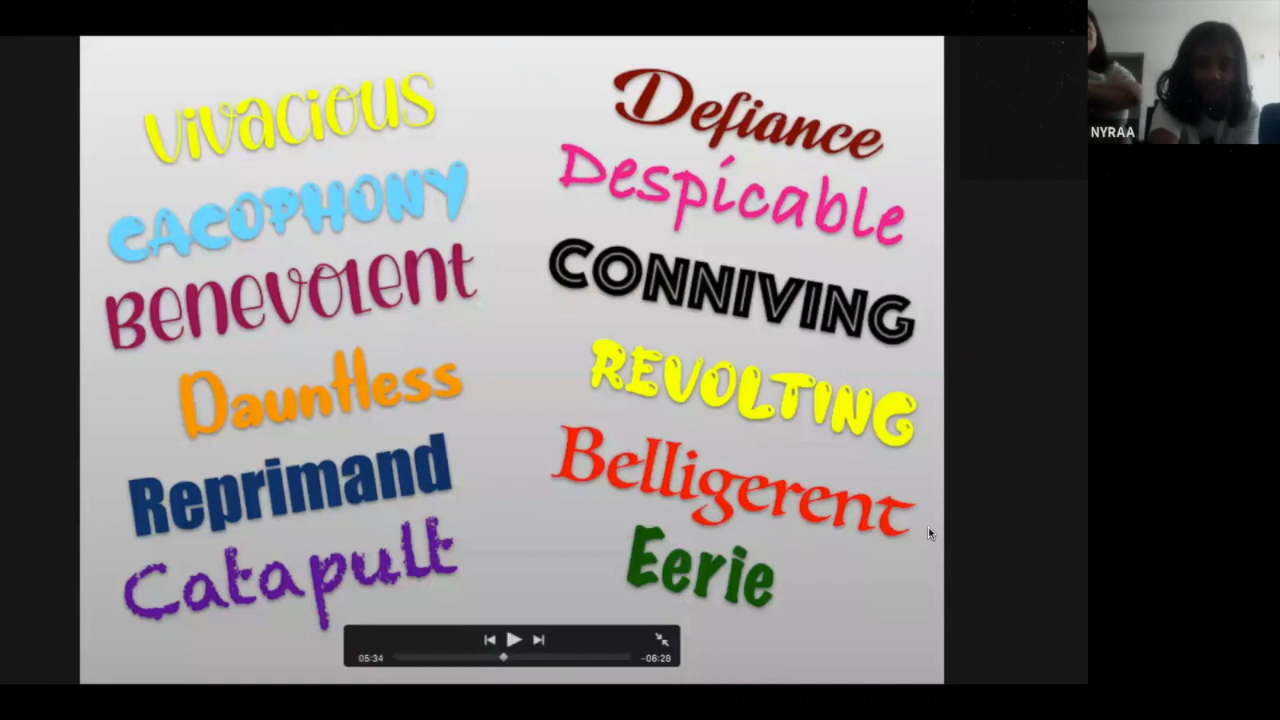 Vivacious
CACOPHONY
Benevolent
Dauntless
Reprimand
Catapult
Defiance
Despicable
CONNIVING
REVOLTING
Belligerent
Eerie
05:34
-06:28
NYRAA